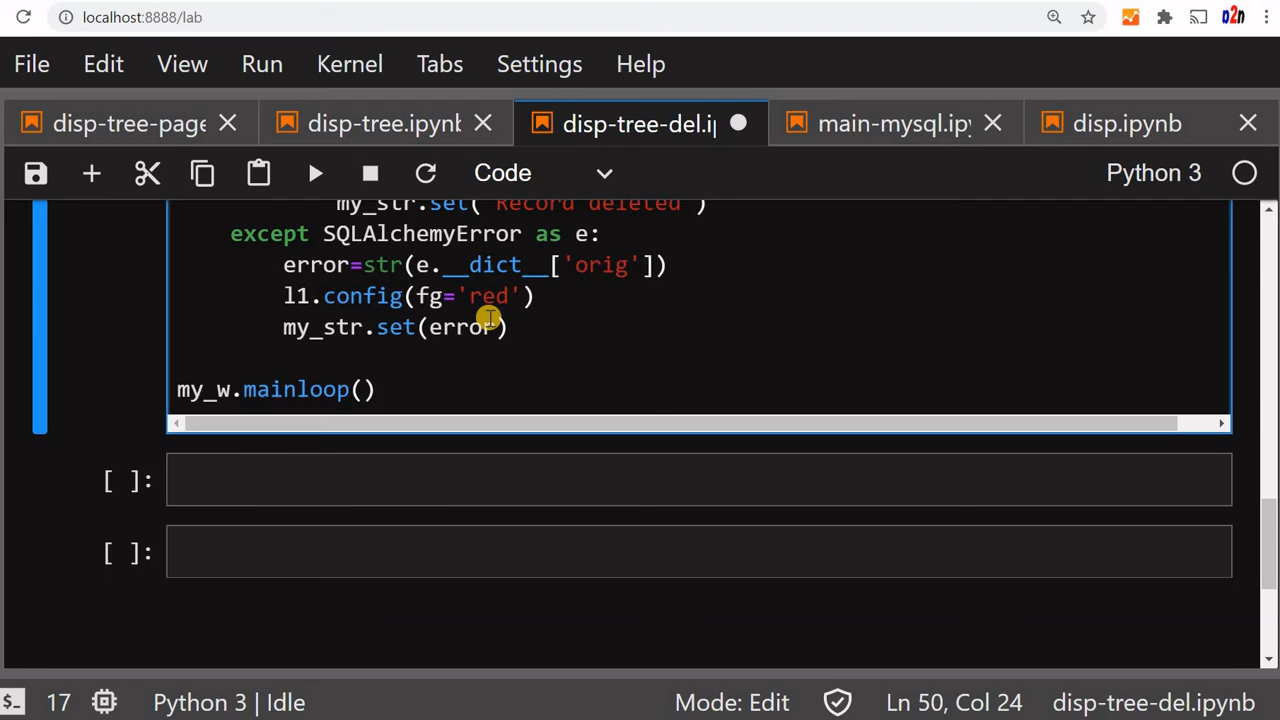 localhost:8888/lab
File Edit View Run Kernel Tabs Settings Help
disp-tree-page disp-tree.ipynb disp-tree-del.i main-mysql.ipy disp.ipynb
Code Python 3
my_str.set("Record deleted")
except SQLAlchemyError as e:
error=str(e.__dict__['orig'])
l1.config(fg='red')
my_str.set(error)
my_w.mainloop()
[ ]:
[ ]:
$_ 17 Python 3 | Idle Mode: Edit Ln 50, Col 24 disp-tree-del.ipynb